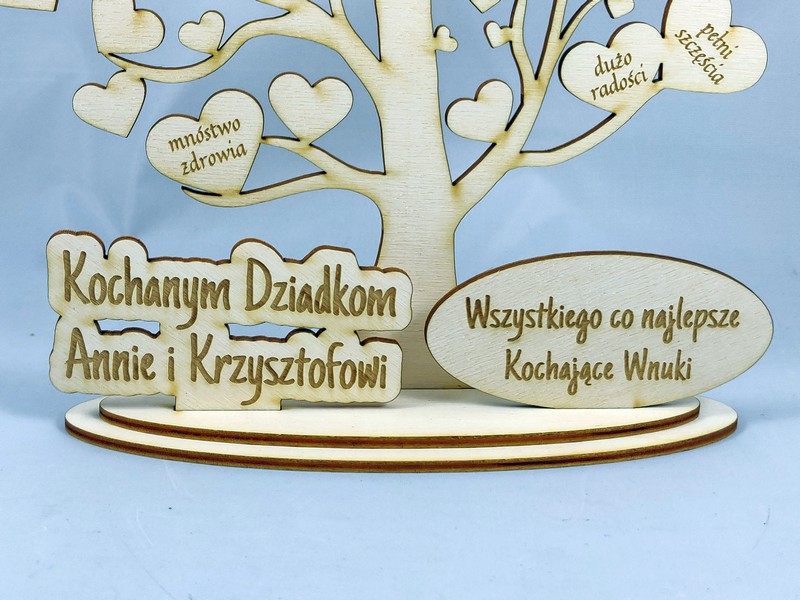 pełni
szczęścia
dużo
radości
mnóstwo
zdrowia
Kochanym Dziadkom
Annie i Krzysztofowi
Wszystkiego co najlepsze
Kochające Wnuki